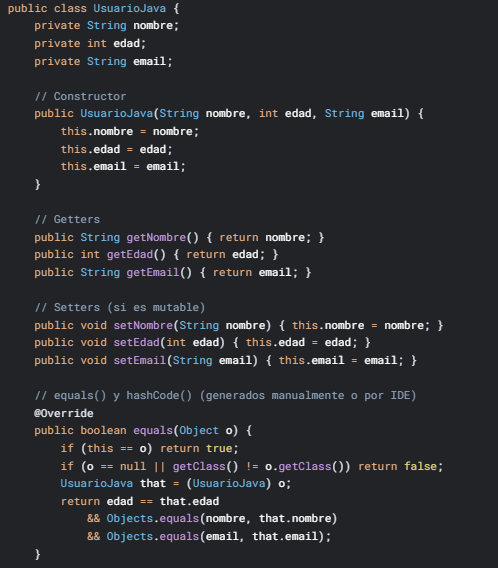 public class UsuarioJava {
    private String nombre;
    private int edad;
    private String email;

    // Constructor
    public UsuarioJava(String nombre, int edad, String email) {
        this.nombre = nombre;
        this.edad = edad;
        this.email = email;
    }

    // Getters
    public String getNombre() { return nombre; }
    public int getEdad() { return edad; }
    public String getEmail() { return email; }

    // Setters (si es mutable)
    public void setNombre(String nombre) { this.nombre = nombre; }
    public void setEdad(int edad) { this.edad = edad; }
    public void setEmail(String email) { this.email = email; }

    // equals() y hashCode() (generados manualmente o por IDE)
    @Override
    public boolean equals(Object o) {
        if (this == o) return true;
        if (o == null || getClass() != o.getClass()) return false;
        UsuarioJava that = (UsuarioJava) o;
        return edad == that.edad
            && Objects.equals(nombre, that.nombre)
            && Objects.equals(email, that.email);
    }